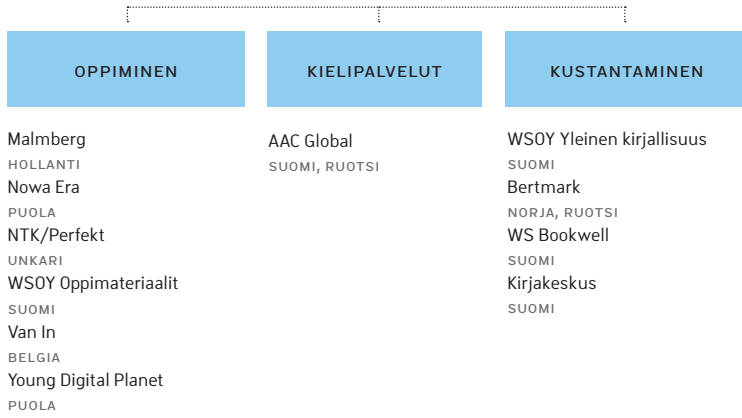 OPPIMINEN
Malmberg
HOLLANTI
Nowa Era
PUOLA
NTK/Perfekt
UNKARI
WSOY Oppimateriaalit
SUOMI
Van In
BELGIA
Young Digital Planet
PUOLA
KIELIPALVELUT
AAC Global
SUOMI, RUOTSI
KUSTANTAMINEN
WSOY Yleinen kirjallisuus
SUOMI
Bertmark
NORJA, RUOTSI
WS Bookwell
SUOMI
Kirjakeskus
SUOMI